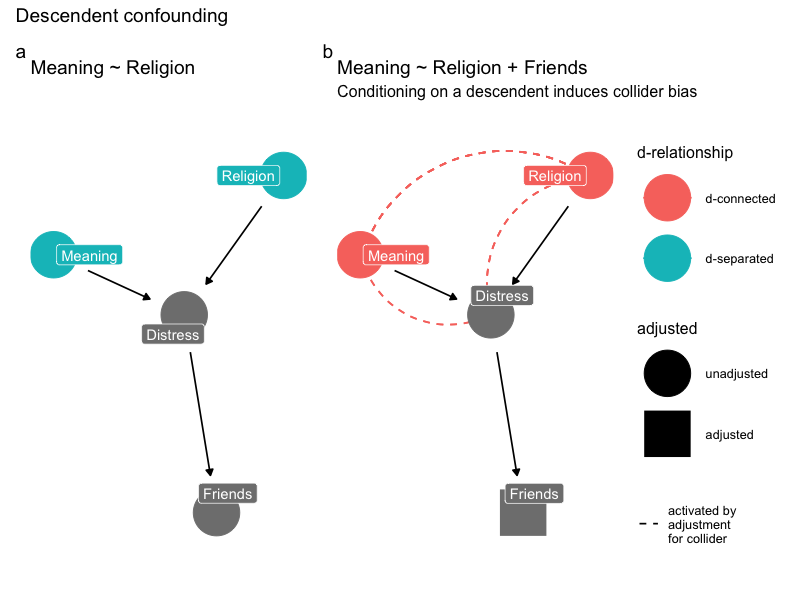 Descendent confounding
a
Meaning ~ Religion
Religion
Meaning
Distress
Friends
b
Meaning ~ Religion + Friends
Conditioning on a descendent induces collider bias
Religion
Meaning
Distress
Friends
d-relationship
d-connected
d-separated
adjusted
unadjusted
adjusted
activated by
adjustment
for collider